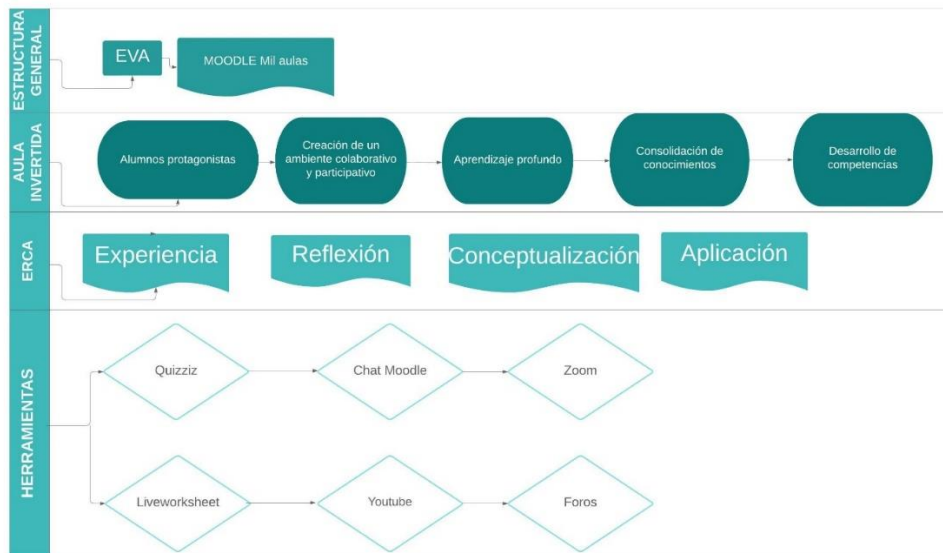 ESTRUCTURA
GENERAL
EVA
MOODLE Mil aulas
AULA
INVERTIDA
Alumnos protagonistas
Creación de un
ambiente colaborativo
y participativo
Aprendizaje profundo
Consolidación de
conocimientos
Desarrollo de
competencias
ERCA
Experiencia
Reflexión
Conceptualización
Aplicación
HERRAMIENTAS
Quizziz
Chat Moodle
Zoom
Liveworksheet
Youtube
Foros